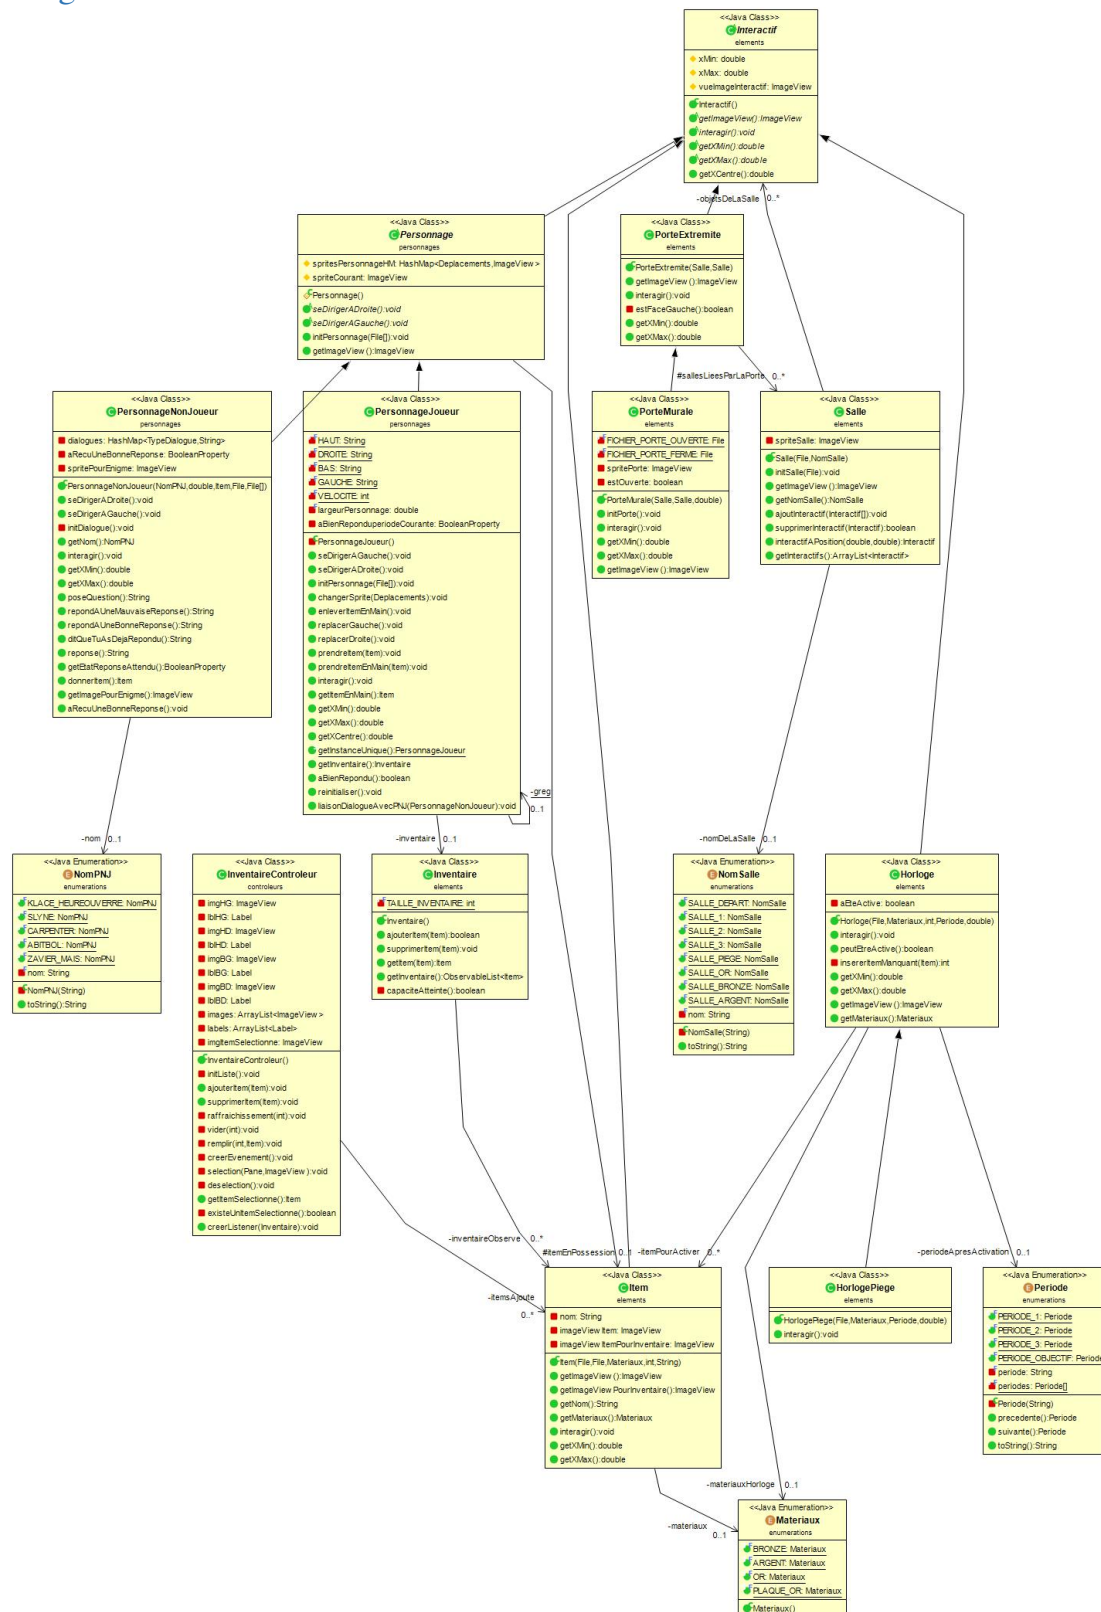 <<Java Class>>
Interactif
elements
xMin: double
xMax: double
vueImageInteractif: ImageView
Interactif()
getImageView():ImageView
interagir():void
getXMin():double
getXMax():double
getXCentre():double
-objetsDeLaSalle 0..*
<<Java Class>>
Personnage
personnages
spritesPersonnageHM: HashMap<Deplacements,ImageView>
spriteCourant: ImageView
Personnage()
seDirigerADroite():void
seDirigerAGauche():void
initPersonnage(File[]):void
getImageView():ImageView
<<Java Class>>
PorteExtremite
elements
PorteExtremite(Salle,Salle)
getImageView():ImageView
interagir():void
estFaceGauche():boolean
getXMin():double
getXMax():double
#sallesLieesParLaPorte 0..*
<<Java Class>>
PersonnageNonJoueur
personnages
dialogues: HashMap<TypeDialogue,String>
aRecuUneBonneReponse: BooleanProperty
spritePourEnigme: ImageView
PersonnageNonJoueur(NomPNJ,double,Item,File,File[])
seDirigerADroite():void
seDirigerAGauche():void
initDialogue():void
getNom():NomPNJ
interagir():void
getXMin():double
getXMax():double
poseQuestion():String
repondAUneMauvaiseReponse():String
repondAUneBonneReponse():String
ditQueTuAsDejaRepondu():String
reponse():String
getEtatReponseAttendu():BooleanProperty
donnerItem():Item
getImagePourEnigme():ImageView
aRecuUneBonneReponse():void
<<Java Class>>
PersonnageJoueur
personnages
HAUT: String
DROITE: String
BAS: String
GAUCHE: String
VELOCITE: int
largeurPersonnage: double
aBienReponduperiodeCourante: BooleanProperty
PersonnageJoueur()
seDirigerAGauche():void
seDirigerADroite():void
initPersonnage(File[]):void
changerSprite(Deplacements):void
enleverItemEnMain():void
replacerGauche():void
replacerDroite():void
prendreItem(Item):void
prendreItemEnMain(Item):void
interagir():void
getItemEnMain():Item
getXMin():double
getXMax():double
getXCentre():double
getInstanceUnique():PersonnageJoueur
getInventaire():Inventaire
aBienRepondu():boolean
reinitialiser():void
liaisonDialogueAvecPNJ(PersonnageNonJoueur):void
-greg
0..1
<<Java Class>>
PorteMurale
elements
FICHIER_PORTE_OUVERTE: File
FICHIER_PORTE_FERME: File
spritePorte: ImageView
estOuverte: boolean
PorteMurale(Salle,Salle,double)
initPorte():void
interagir():void
getXMin():double
getXMax():double
getImageView():ImageView
<<Java Class>>
Salle
elements
spriteSalle: ImageView
Salle(File,NomSalle)
initSalle(File):void
getImageView():ImageView
getNomSalle():NomSalle
ajoutInteractif(Interactif[]):void
supprimerInteractif(Interactif):boolean
interactifAPosition(double,double):Interactif
getInteractifs():ArrayList<Interactif>
-nom 0..1
-inventaire 0..1
-nomDeLaSalle 0..1
<<Java Enumeration>>
NomPNJ
enumerations
KLACE_HEUREOUVERRE: NomPNJ
SLYNE: NomPNJ
CARPENTER: NomPNJ
ABITBOL: NomPNJ
ZAVIER_MAIS: NomPNJ
nom: String
NomPNJ(String)
toString():String
<<Java Class>>
InventaireControleur
controleurs
imgHG: ImageView
lblHG: Label
imgHD: ImageView
lblHD: Label
imgBG: ImageView
lblBG: Label
imgBD: ImageView
lblBD: Label
images: ArrayList<ImageView>
labels: ArrayList<Label>
imgItemSelectionne: ImageView
InventaireControleur()
initListe():void
ajouterItem(Item):void
supprimerItem(Item):void
raffraichissement(int):void
vider(int):void
remplir(int,Item):void
creerEvenement():void
selection(Pane,ImageView):void
deselection():void
getItemSelectionne():Item
existeUnItemSelectionne():boolean
creerListener(Inventaire):void
<<Java Class>>
Inventaire
elements
TAILLE_INVENTAIRE: int
Inventaire()
ajouterItem(Item):boolean
supprimerItem(Item):void
getItem(Item):Item
getInventaire():ObservableList<Item>
capaciteAtteinte():boolean
<<Java Enumeration>>
NomSalle
enumerations
SALLE_DEPART: NomSalle
SALLE_1: NomSalle
SALLE_2: NomSalle
SALLE_3: NomSalle
SALLE_PIEGE: NomSalle
SALLE_OR: NomSalle
SALLE_BRONZE: NomSalle
SALLE_ARGENT: NomSalle
nom: String
NomSalle(String)
toString():String
<<Java Class>>
Horloge
elements
aEteActive: boolean
Horloge(File,Materiaux,int,Periode,double)
interagir():void
peutEtreActive():boolean
insererItemManquant(Item):int
getXMin():double
getXMax():double
getImageView():ImageView
getMateriaux():Materiaux
-inventaireObserve 0..*
#itemEnPossession 0..1
-itemPourActiver 0..*
-periodeApresActivation 0..1
-itemsAjoute
0..*
<<Java Class>>
Item
elements
nom: String
imageViewItem: ImageView
imageViewItemPourInventaire: ImageView
Item(File,File,Materiaux,int,String)
getImageView():ImageView
getImageViewPourInventaire():ImageView
getNom():String
getMateriaux():Materiaux
interagir():void
getXMin():double
getXMax():double
<<Java Class>>
HorlogePiege
elements
HorlogePiege(File,Materiaux,Periode,double)
interagir():void
<<Java Enumeration>>
Periode
enumerations
PERIODE_1: Periode
PERIODE_2: Periode
PERIODE_3: Periode
PERIODE_OBJECTIF: Periode
periode: String
periodes: Periode[]
Periode(String)
precedente():Periode
suivante():Periode
toString():String
-materiauxHorloge 0..1
-materiaux
0..1
<<Java Enumeration>>
Materiaux
enumerations
BRONZE: Materiaux
ARGENT: Materiaux
OR: Materiaux
PLAQUE_OR: Materiaux
Materiaux()